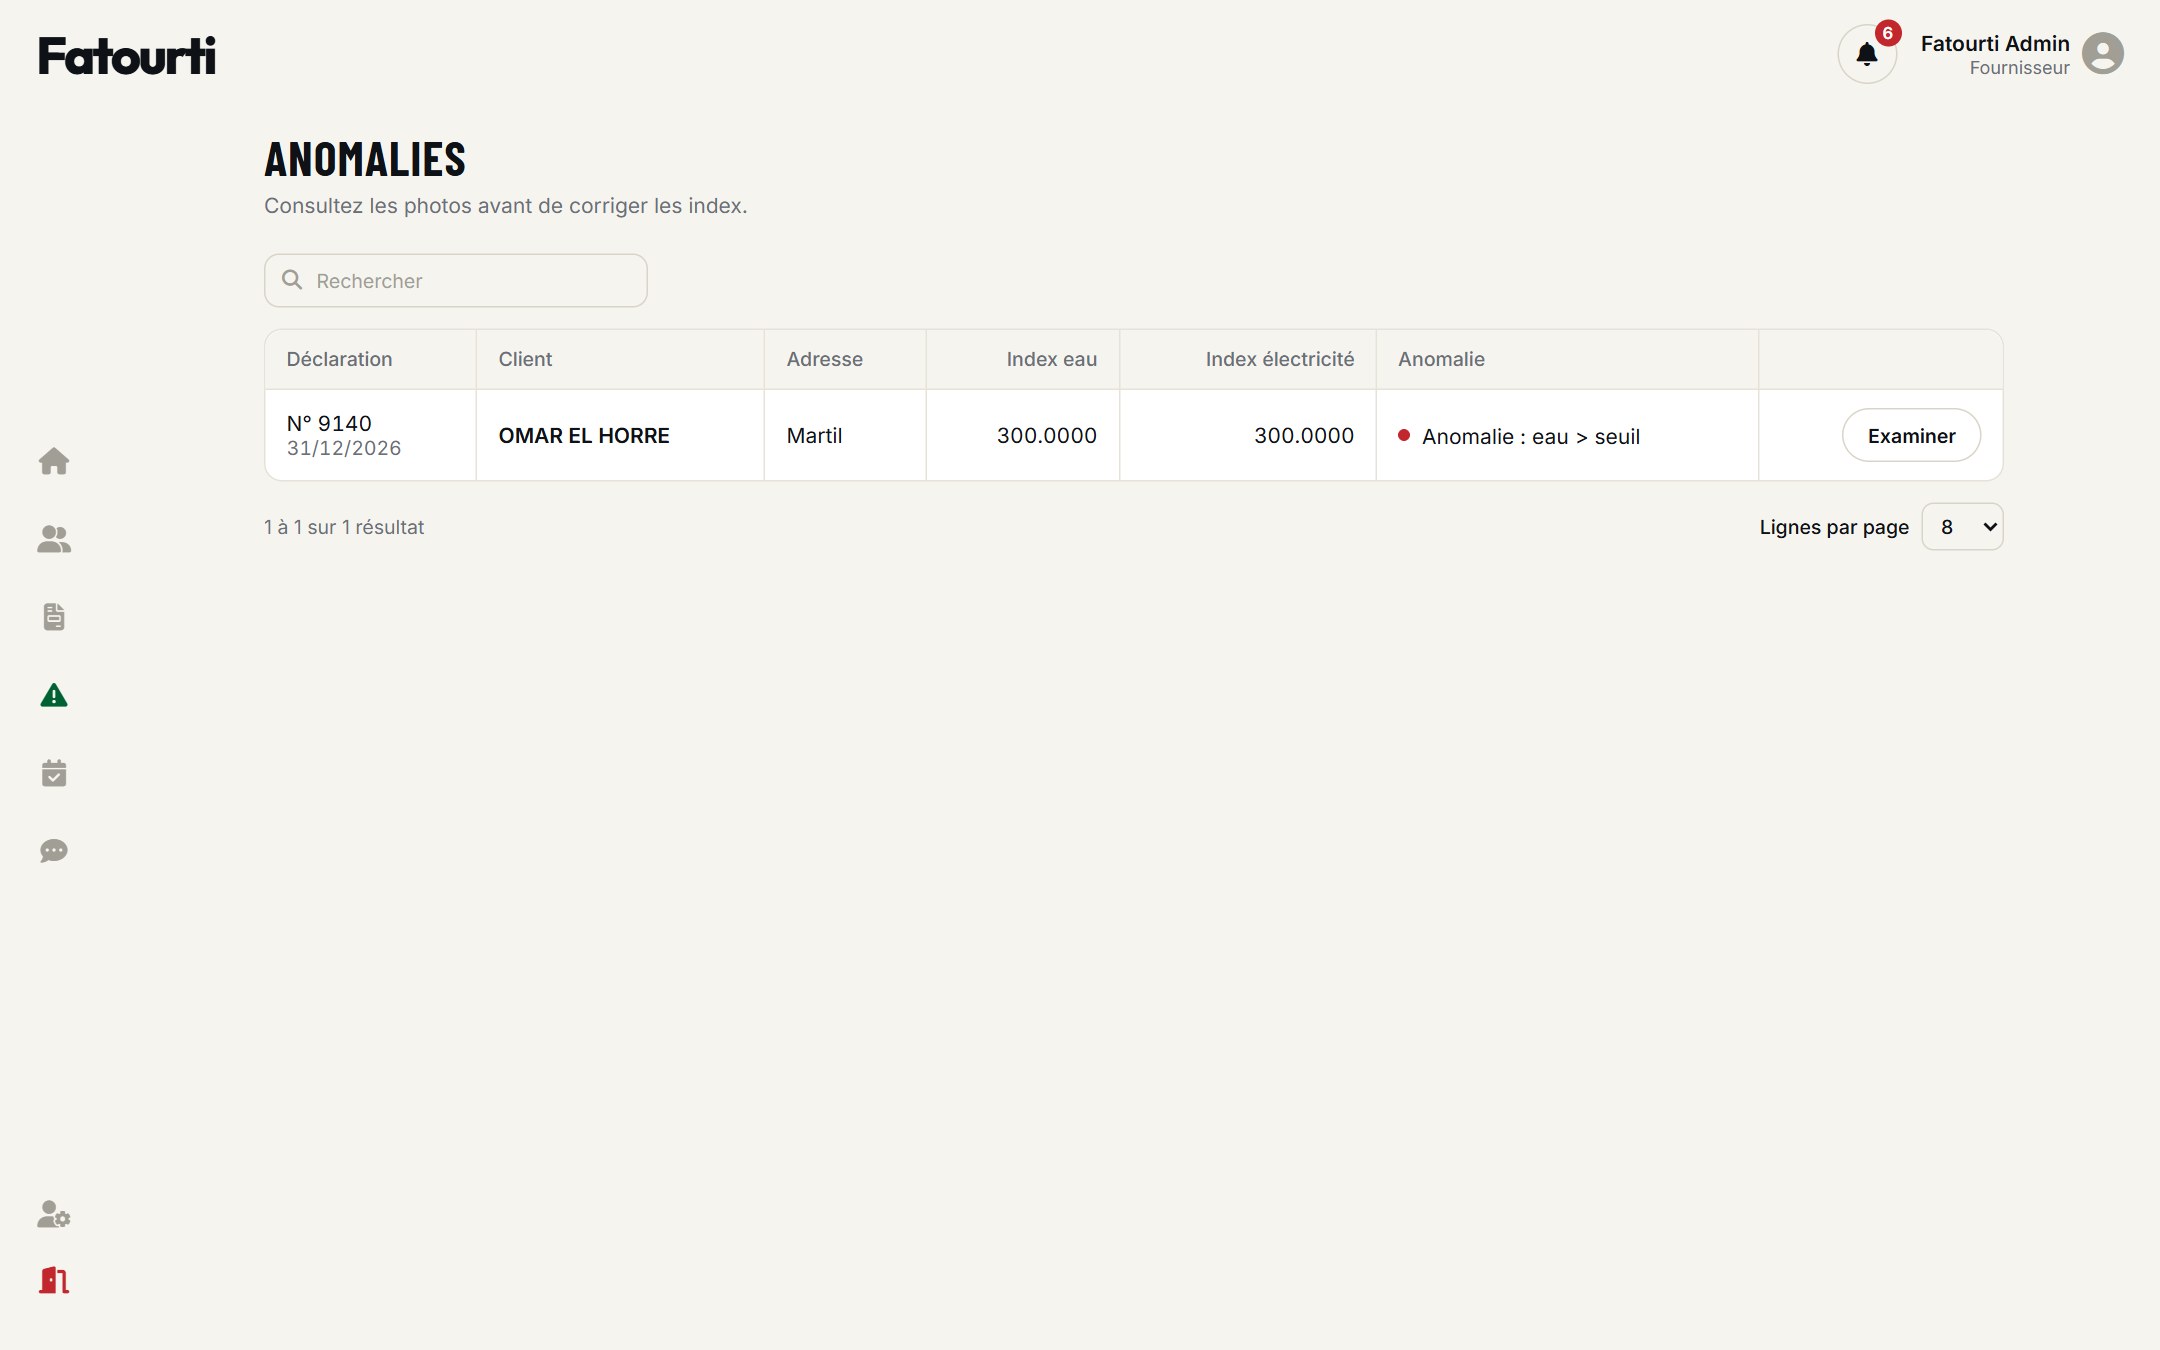 Fatourti
6
Fatourti Admin
Fournisseur
ANOMALIES
Consultez les photos avant de corriger les index.
Rechercher
Déclaration Client Adresse Index eau Index électricité Anomalie
N° 9140
31/12/2026
OMAR EL HORRE Martil 300.0000 300.0000 Anomalie : eau > seuil Examiner
1 à 1 sur 1 résultat
Lignes par page 8